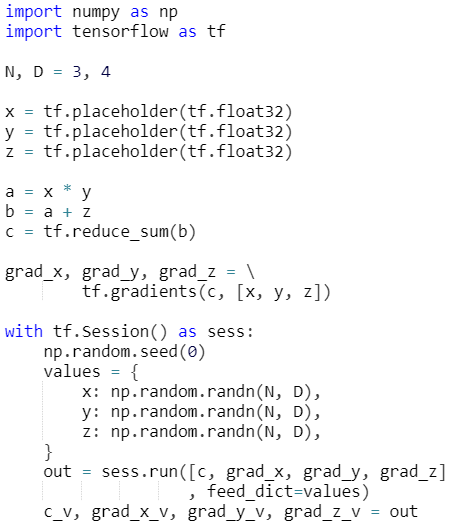 import numpy as np
import tensorflow as tf

N, D = 3, 4

x = tf.placeholder(tf.float32)
y = tf.placeholder(tf.float32)
z = tf.placeholder(tf.float32)

a = x * y
b = a + z
c = tf.reduce_sum(b)

grad_x, grad_y, grad_z = \
        tf.gradients(c, [x, y, z])

with tf.Session() as sess:
    np.random.seed(0)
    values = {
        x: np.random.randn(N, D),
        y: np.random.randn(N, D),
        z: np.random.randn(N, D),
    }
    out = sess.run([c, grad_x, grad_y, grad_z]
                   , feed_dict=values)
    c_v, grad_x_v, grad_y_v, grad_z_v = out